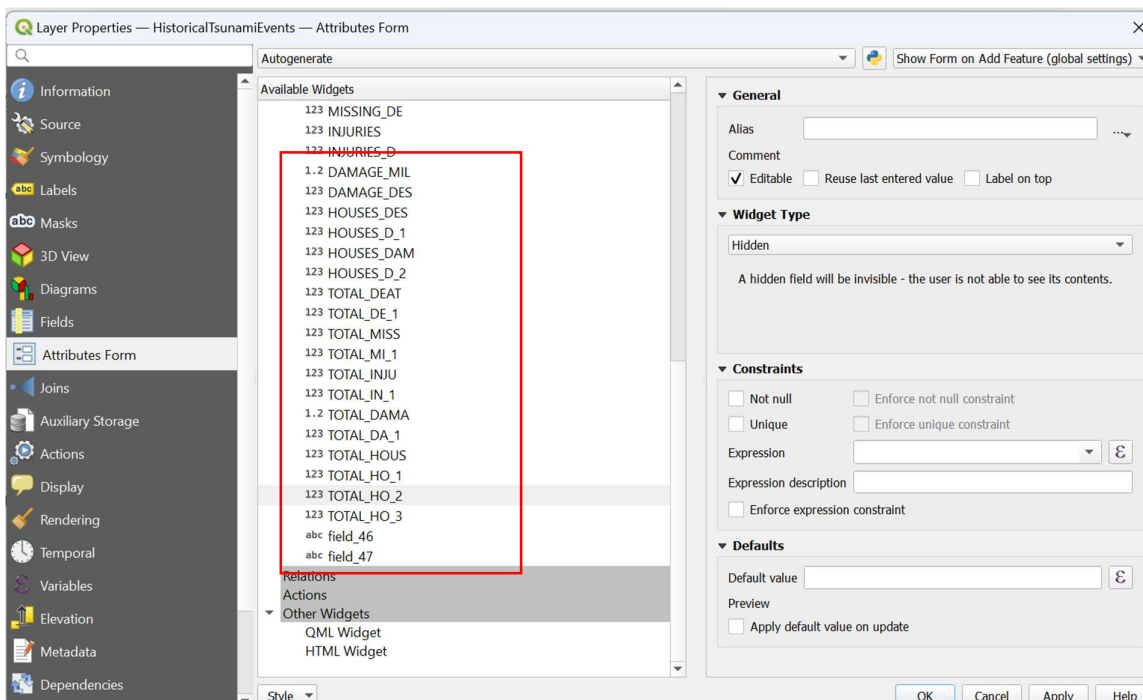 Layer Properties — HistoricalTsunamiEvents — Attributes Form
Autogenerate
Show Form on Add Feature (global settings)
Information
Source
Symbology
abc Labels
abc Masks
3D View
Diagrams
Fields
Attributes Form
Joins
Auxiliary Storage
Actions
Display
Rendering
Temporal
Variables
Elevation
Metadata
Dependencies
Available Widgets
123 MISSING_DE
123 INJURIES
123 INJURIES_D
1.2 DAMAGE_MIL
123 DAMAGE_DES
123 HOUSES_DES
123 HOUSES_D_1
123 HOUSES_DAM
123 HOUSES_D_2
123 TOTAL_DEAT
123 TOTAL_DE_1
123 TOTAL_MISS
123 TOTAL_MI_1
123 TOTAL_INJU
123 TOTAL_IN_1
1.2 TOTAL_DAMA
123 TOTAL_DA_1
123 TOTAL_HOUS
123 TOTAL_HO_1
123 TOTAL_HO_2
123 TOTAL_HO_3
abc field_46
abc field_47
Relations
Actions
Other Widgets
QML Widget
HTML Widget
Style
General
Alias
...
Comment
Editable Reuse last entered value Label on top
Widget Type
Hidden
A hidden field will be invisible - the user is not able to see its contents.
Constraints
Not null Enforce not null constraint
Unique Enforce unique constraint
Expression ε
Expression description
Enforce expression constraint
Defaults
Default value ε
Preview
Apply default value on update
OK Cancel Apply Help